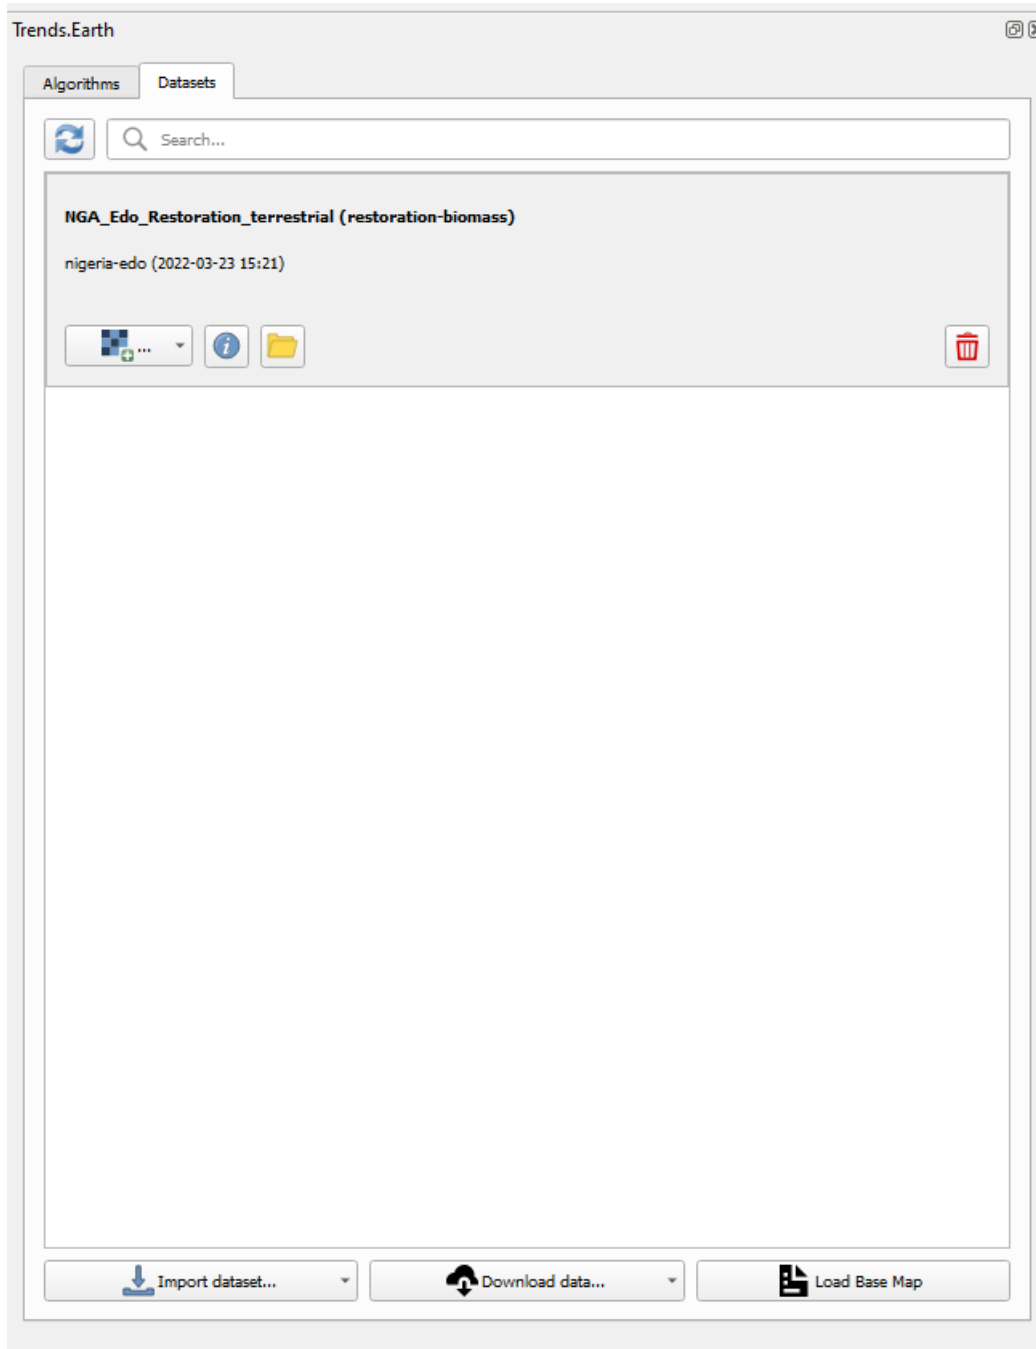 Trends.Earth
Algorithms
Datasets
Search...
NGA_Edo_Restoration_terrestrial (restoration-biomass)
nigeria-edo (2022-03-23 15:21)
...
Import dataset...
Download data...
Load Base Map